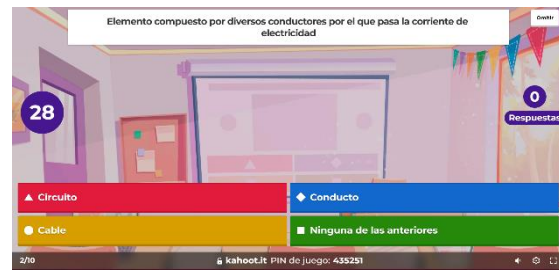 Elemento compuesto por diversos conductores por el que pasa la corriente de
electricidad
Omitir
28
0
Respuestas
Circuito
Conducto
Cable
Ninguna de las anteriores
2/10
kahoot.it PIN de juego: 435251